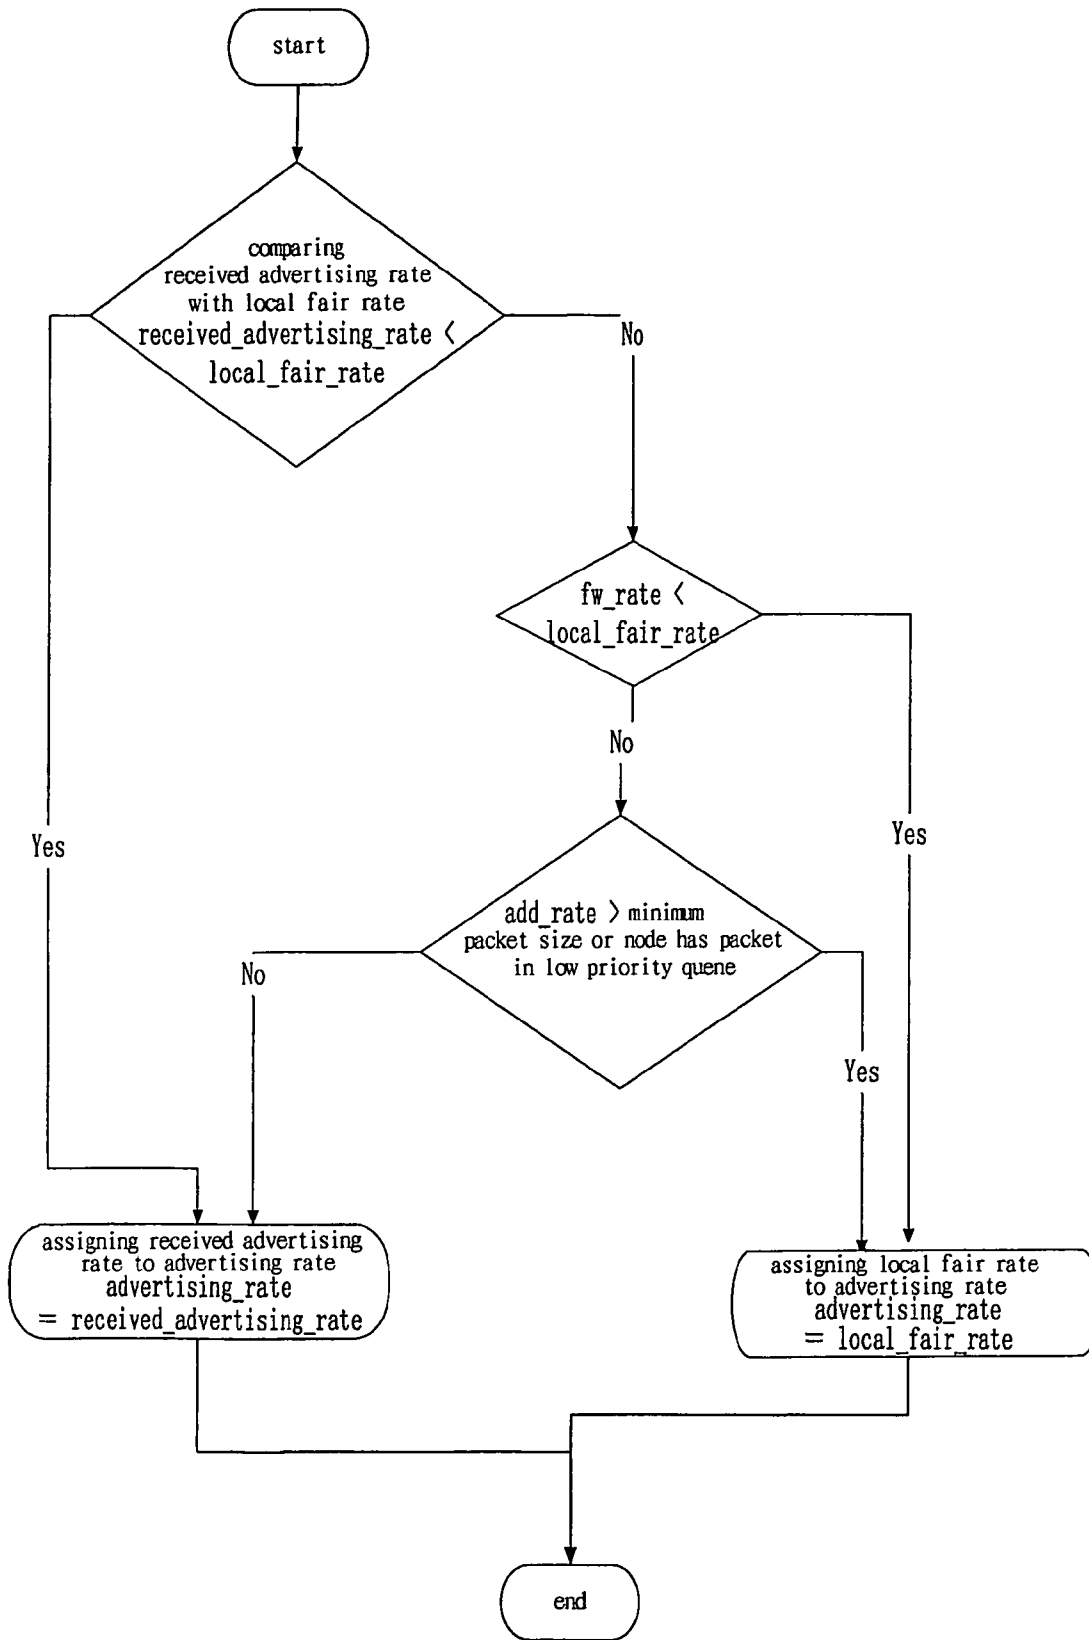 start
comparing
received advertising rate
with local fair rate
received_advertising_rate <
local_fair_rate
No
fw_rate <
local_fair_rate
No
Yes
Yes
add_rate > minimum
packet size or node has packet
in low priority quene
No
Yes
assigning received advertising
rate to advertising rate
advertising_rate
= received_advertising_rate
assigning local fair rate
to advertising rate
advertising_rate
= local_fair_rate
end